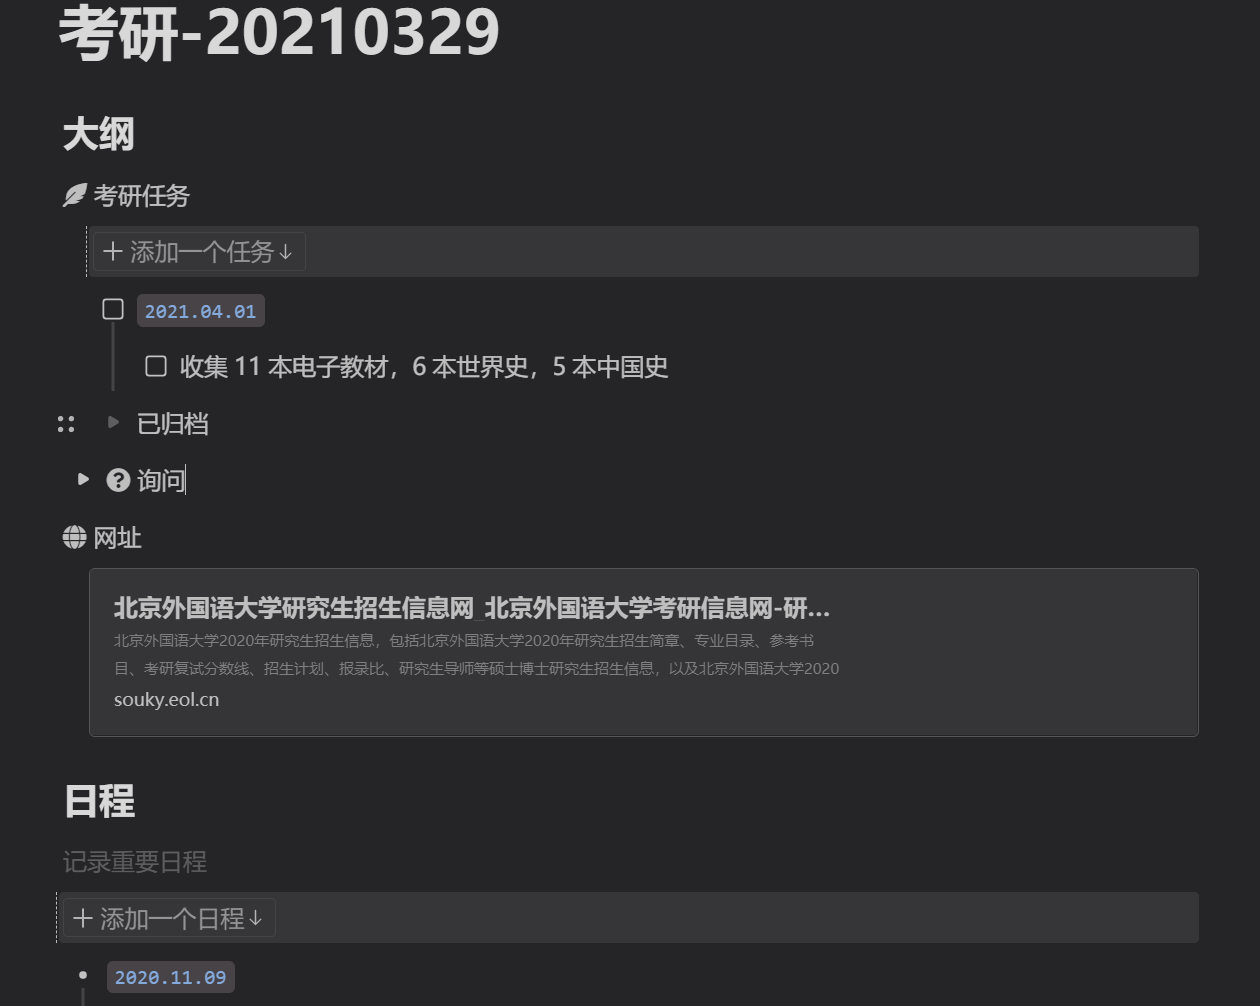 考研-20210329
大纲
考研任务
添加一个任务↓
2021.04.01
收集 11 本电子教材，6 本世界史，5 本中国史
已归档
询问
网址
北京外国语大学研究生招生信息网_北京外国语大学考研信息网-研...
北京外国语大学2020年研究生招生信息，包括北京外国语大学2020年研究生招生简章、专业目录、参考书
目、考研复试分数线、招生计划、报录比、研究生导师等硕士博士研究生招生信息，以及北京外国语大学2020
souky.eol.cn
日程
记录重要日程
添加一个日程↓
2020.11.09